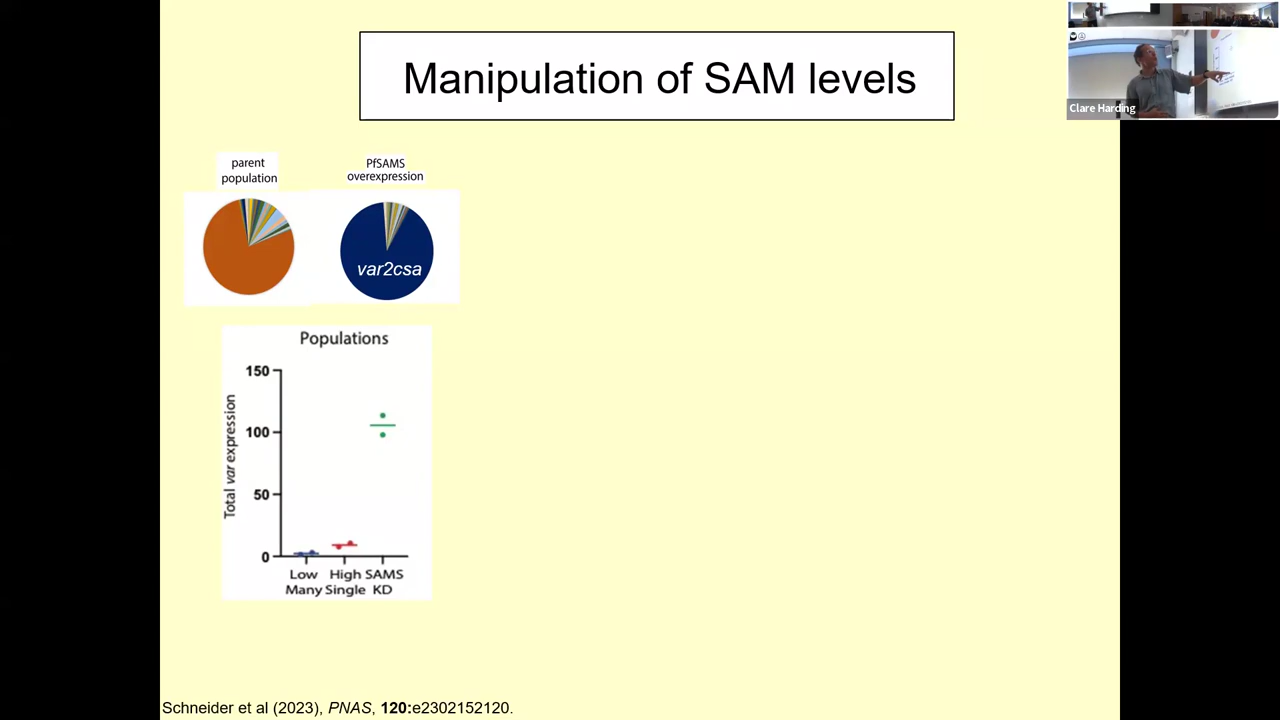 Manipulation of SAM levels
Clare Harding
parent
population
PfSAMS
overexpression
var2csa
Populations
Total var expression
150
100
50
0
Low High SAMS
Many Single KD
Schneider et al (2023), PNAS, 120:e2302152120.